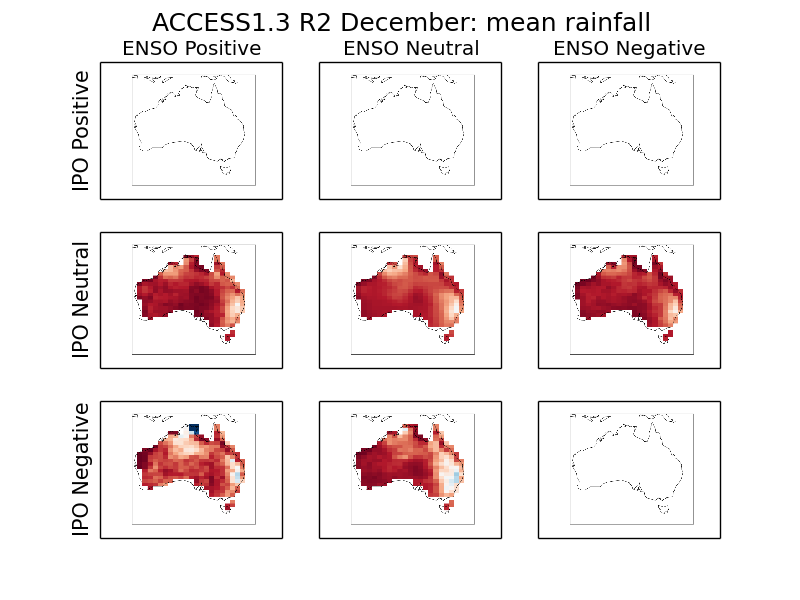 ACCESS1.3 R2 December: mean rainfall
ENSO Positive
ENSO Neutral
ENSO Negative
IPO Positive
IPO Neutral
IPO Negative